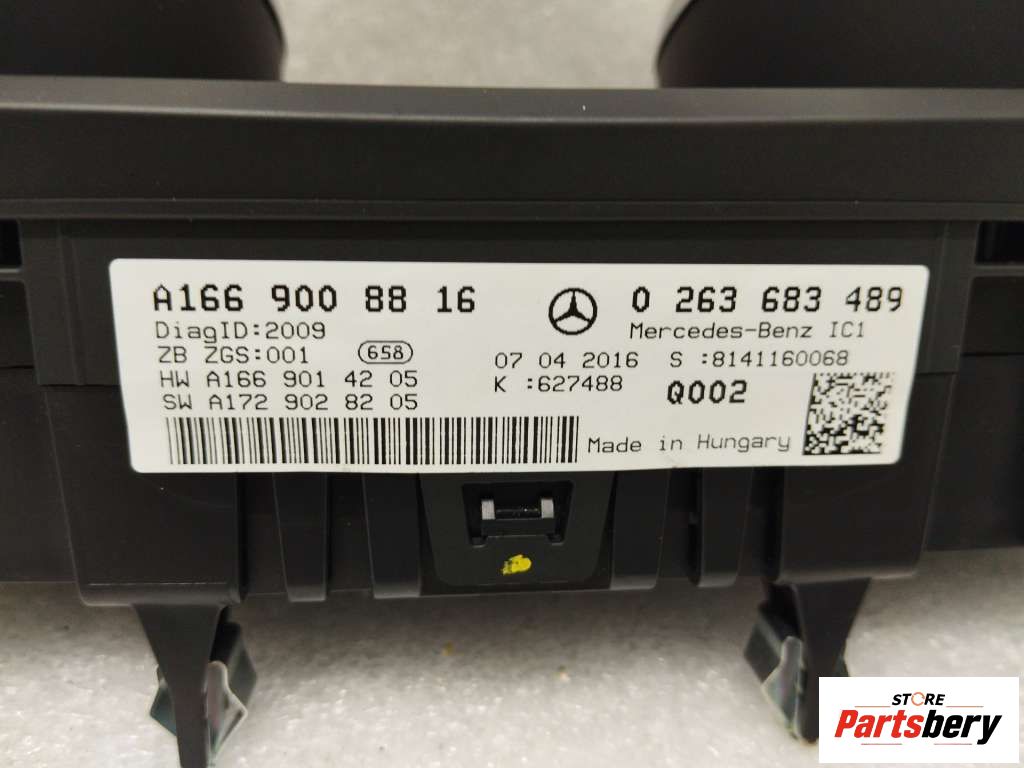 A166 900 88 16 0 263 683 489
DiagID:2009 Mercedes-Benz IC1
ZB ZGS:001 658 07 04 2016 S :8141160068
HW A166 901 42 05 K :627488 Q002
SW A172 902 82 05
Made in Hungary
STORE
Partsbery